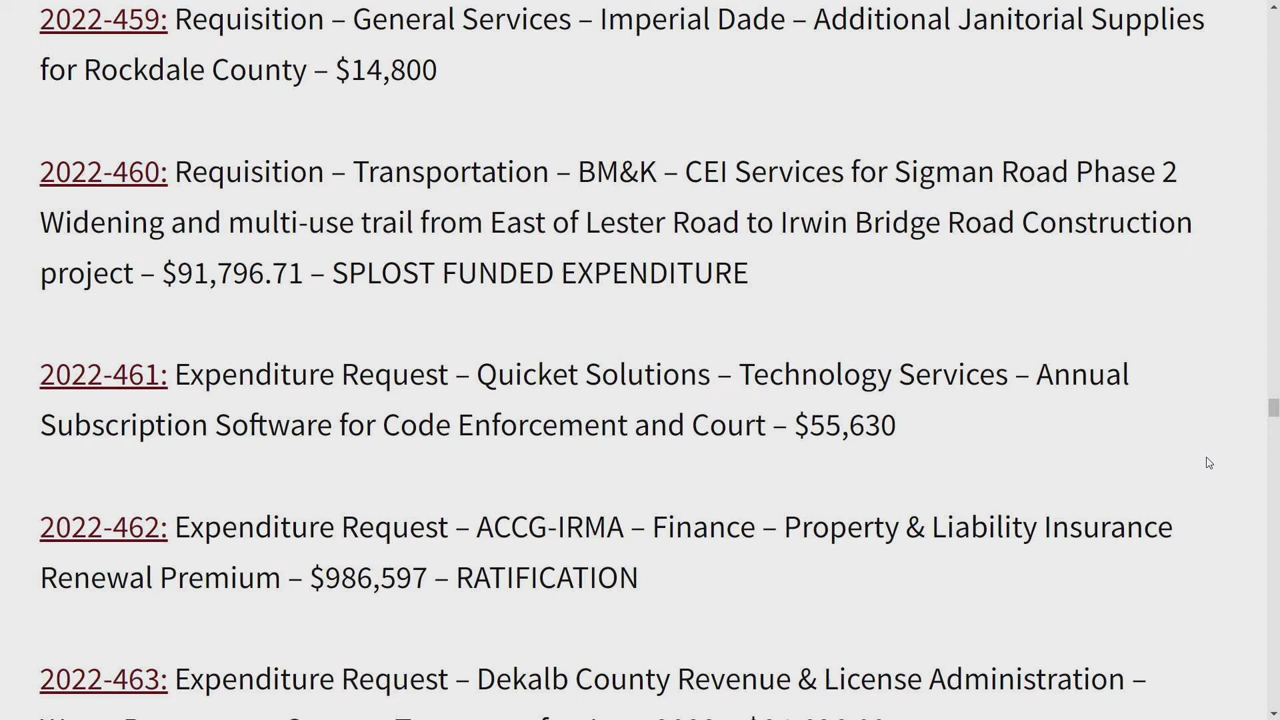 2022-459: Requisition – General Services – Imperial Dade – Additional Janitorial Supplies
for Rockdale County – $14,800
2022-460: Requisition – Transportation – BM&K – CEI Services for Sigman Road Phase 2
Widening and multi-use trail from East of Lester Road to Irwin Bridge Road Construction
project – $91,796.71 – SPLOST FUNDED EXPENDITURE
2022-461: Expenditure Request – Quicket Solutions – Technology Services – Annual
Subscription Software for Code Enforcement and Court – $55,630
2022-462: Expenditure Request – ACCG-IRMA – Finance – Property & Liability Insurance
Renewal Premium – $986,597 – RATIFICATION
2022-463: Expenditure Request – Dekalb County Revenue & License Administration –